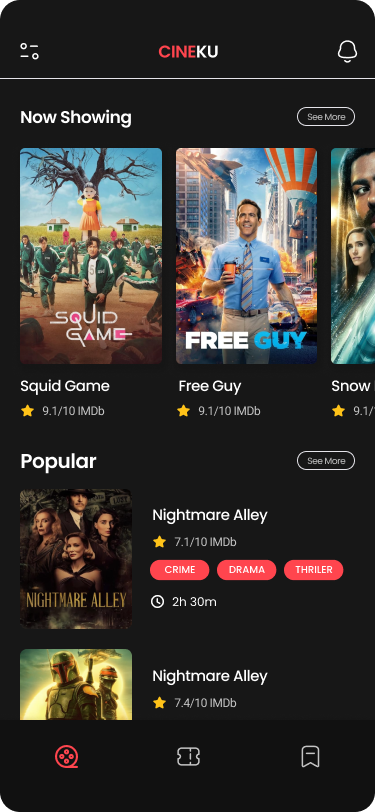 CINEKU
Now Showing
See More
SQUID
GAME
FREE GUY
Squid Game
Free Guy
Snow
9.1/10 IMDb
9.1/10 IMDb
9.1/
Popular
See More
NIGHTMARE ALLEY
Nightmare Alley
7.1/10 IMDb
CRIME
DRAMA
THRILER
2h 30m
Nightmare Alley
7.4/10 IMDb